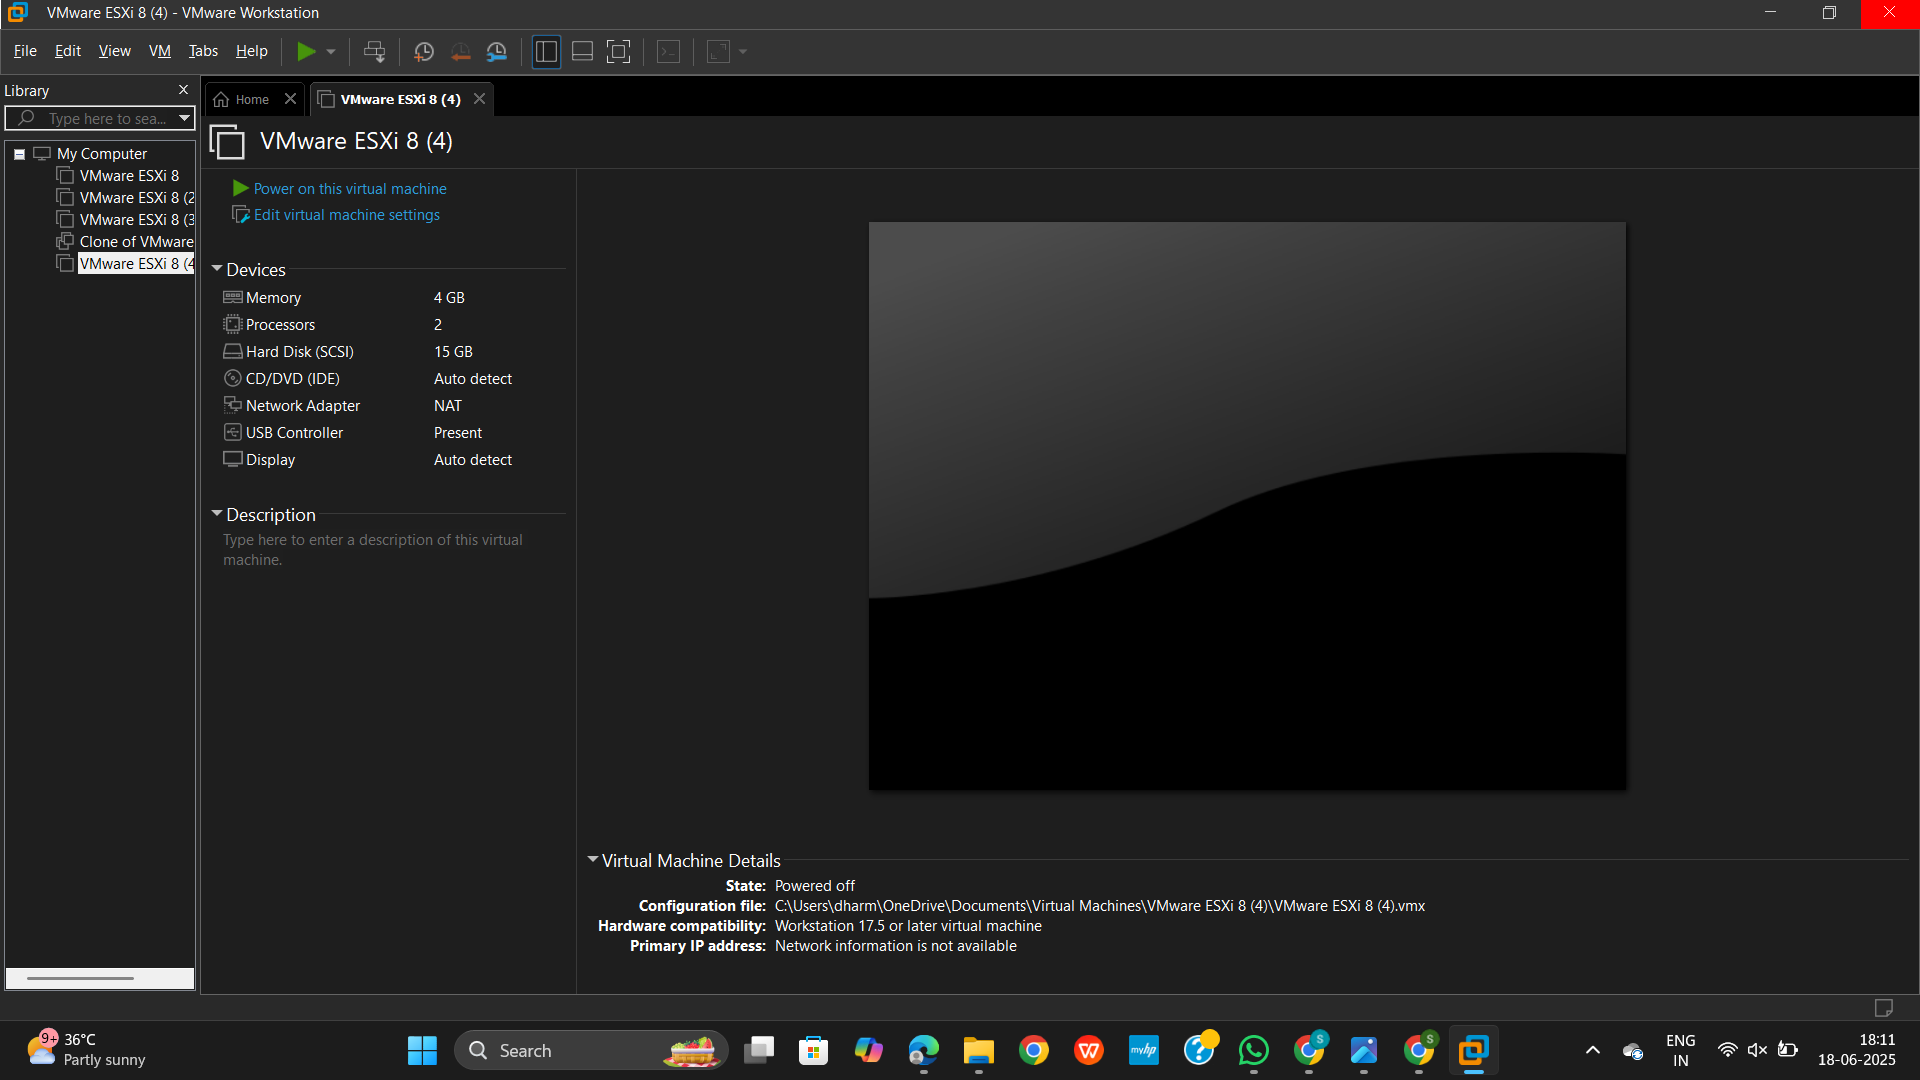 VMware ESXi 8 (4) - VMware Workstation
File Edit View VM Tabs Help
Library
Type here to sea...
Home
VMware ESXi 8 (4)
My Computer
VMware ESXi 8
VMware ESXi 8 (2
VMware ESXi 8 (3
Clone of VMware
VMware ESXi 8 (4
VMware ESXi 8 (4)
Power on this virtual machine
Edit virtual machine settings
Devices
Memory 4 GB
Processors 2
Hard Disk (SCSI) 15 GB
CD/DVD (IDE) Auto detect
Network Adapter NAT
USB Controller Present
Display Auto detect
Description
Type here to enter a description of this virtual
machine.
Virtual Machine Details
State: Powered off
Configuration file: C:\Users\dharm\OneDrive\Documents\Virtual Machines\VMware ESXi 8 (4)\VMware ESXi 8 (4).vmx
Hardware compatibility: Workstation 17.5 or later virtual machine
Primary IP address: Network information is not available
9+
36°C
Partly sunny
Search
W
myhp
?
S
S
ENG
IN
18:11
18-06-2025